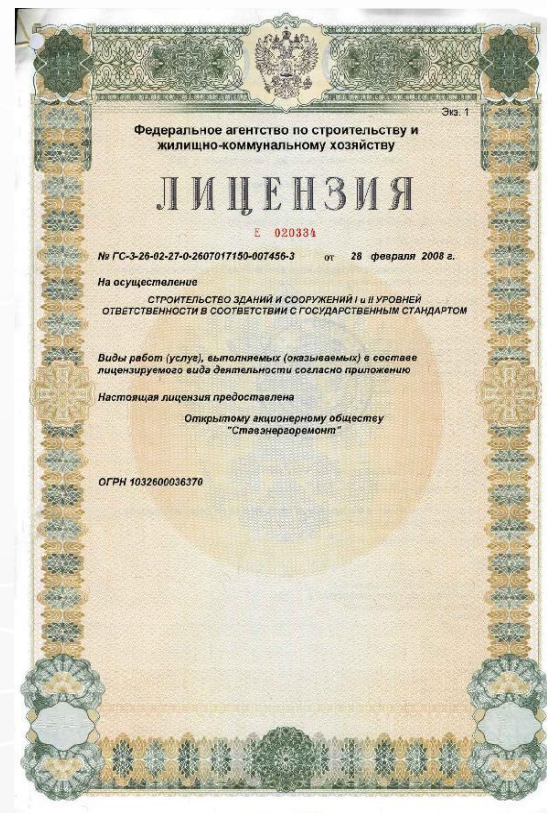 Экз. 1
Федеральное агентство по строительству и
жилищно-коммунальному хозяйству
ЛИЦЕНЗИЯ
Е 020334
№ ГС-3-26-02-27-0-2607017150-007456-3 от 28 февраля 2008 г.
На осуществление
СТРОИТЕЛЬСТВО ЗДАНИЙ И СООРУЖЕНИЙ I и II УРОВНЕЙ
ОТВЕТСТВЕННОСТИ В СООТВЕТСТВИИ С ГОСУДАРСТВЕННЫМ СТАНДАРТОМ
Виды работ (услуг), выполняемых (оказываемых) в составе
лицензируемого вида деятельности согласно приложению
Настоящая лицензия предоставлена
Открытому акционерному обществу
"Ставэнергоремонт"
ОГРН 1032600036370